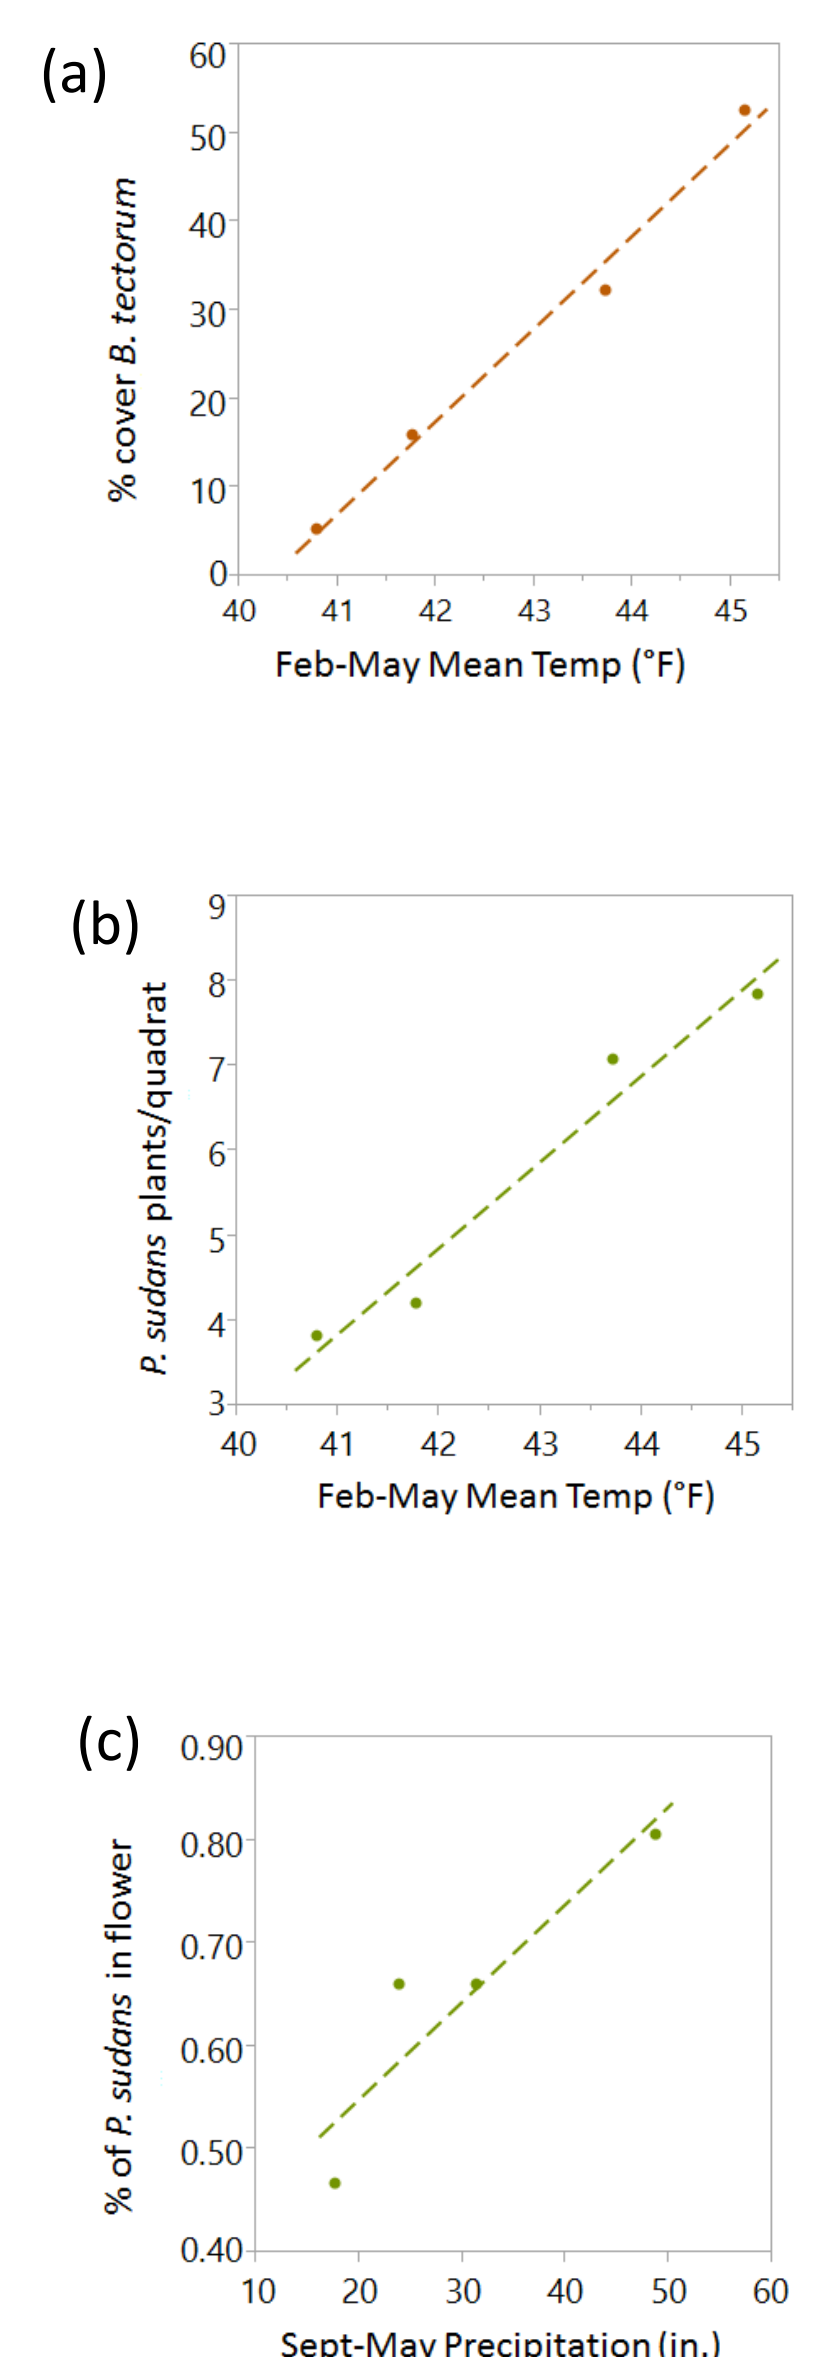 (a)
60
50
40
30
20
10
0
% cover B. tectorum
40 41 42 43 44 45
Feb-May Mean Temp (°F)
(b)
9
8
7
6
5
4
3
P. sudans plants/quadrat
40 41 42 43 44 45
Feb-May Mean Temp (°F)
(c)
0.90
0.80
0.70
0.60
0.50
0.40
% of P. sudans in flower
10 20 30 40 50 60
Sept-May Precipitation (in.)